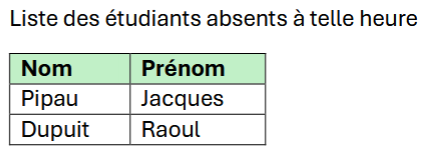 Liste des étudiants absents à telle heure
Nom Prénom
Pipau Jacques
Dupuit Raoul